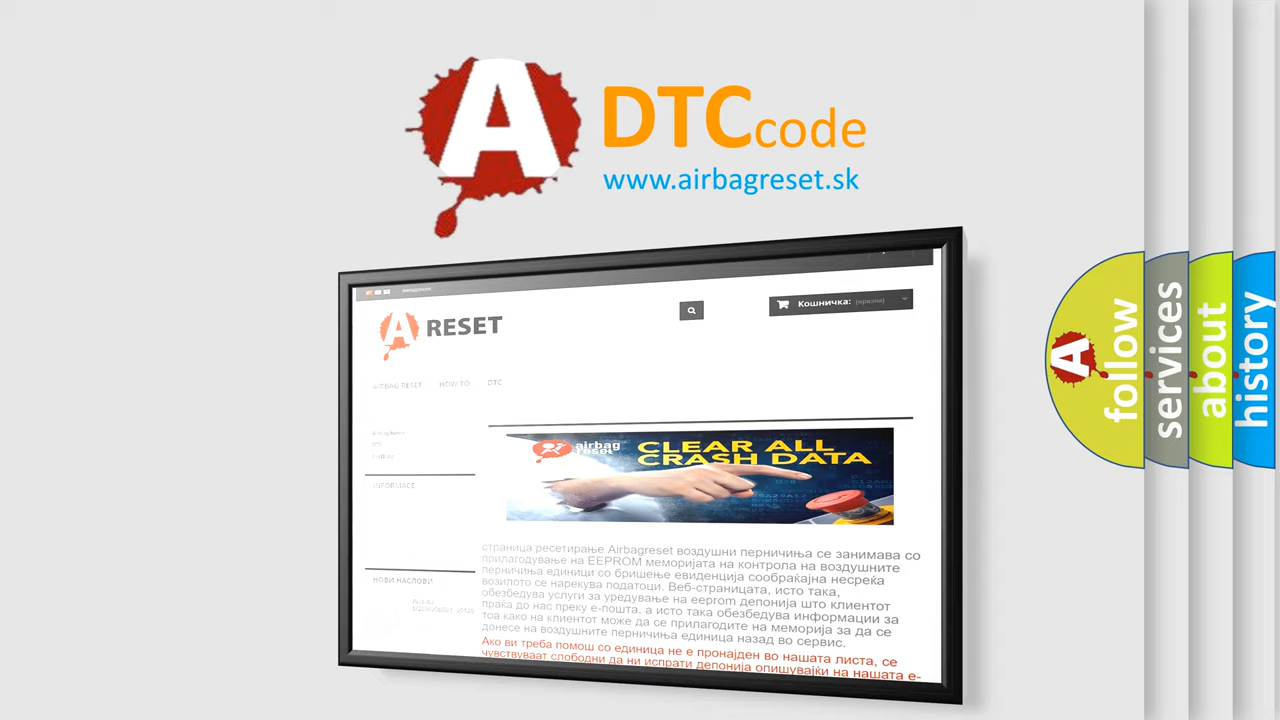 A
DTC code
www.airbagreset.sk
A RESET
Кошничка: (празни)
AIRBAG RESET
HOW TO
DTC
airbag
reset
CLEAR ALL
CRASH DATA
INFORMACE
НОВИ НАСЛОВИ
страница ресетирање Airbagreset воздушни перничиња се занимава со
прилагодување на EEPROM меморијата на контрола на воздушните
перничиња единици со бришење евиденција сообраќајна несреќа
возилото се нарекува податоци. Веб-страницата, исто така,
обезбедува услуги за уредување на eeprom депонија што клиентот
праќа до нас преку е-пошта, а исто така обезбедува информации за
тоа како на клиентот може да се прилагодите на меморија за да се
донесе на воздушните перничиња единица назад во сервис.
Ако ви треба помош со единица не е пронајден во нашата листа, се
чувствуваат слободни да ни испрати депонија опишувајќи на нашата е-
A
follow
services
about
history